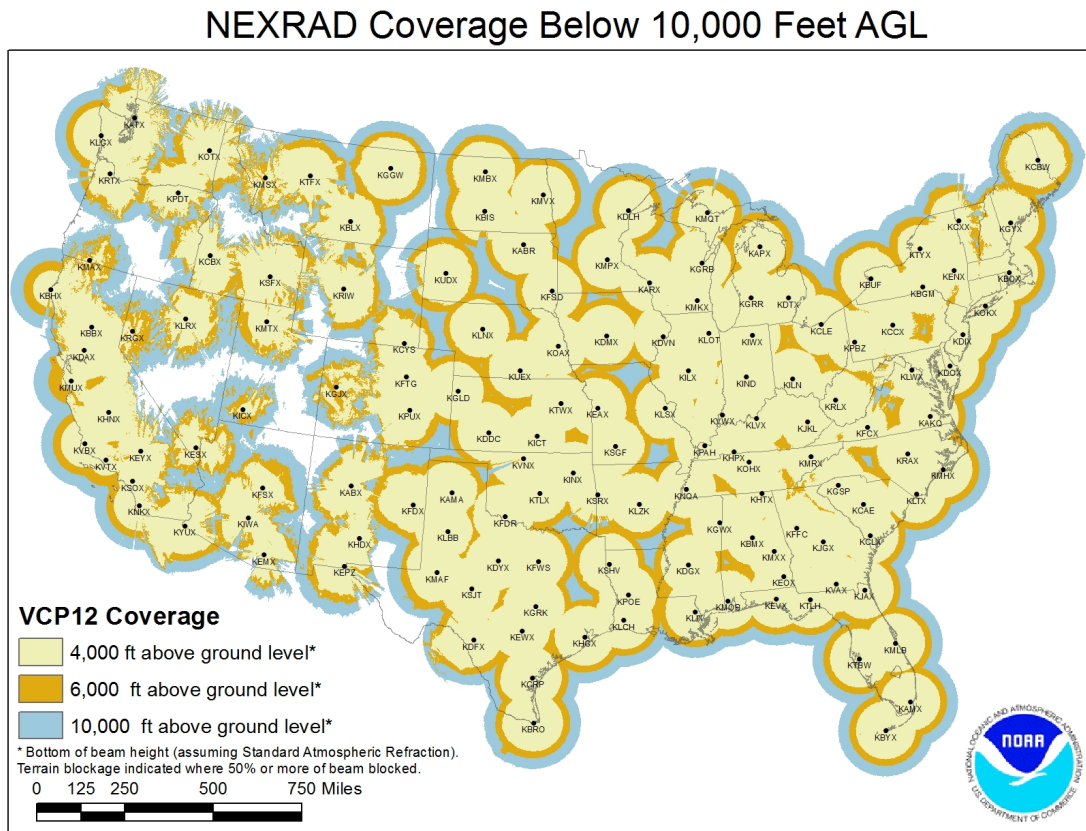 NEXRAD Coverage Below 10,000 Feet AGL
KATX
KLGX
KRTX
KOTX
KPDT
KMSX
KTFX
KGGW
KBLX
KMBX
KBIS
KMVX
KABR
KDLH
KMQT
KCBW
KCXX
KGYX
KTYX
KAPX
KMPX
KGRB
KBUF
KENX
KBOX
KBGM
KMAX
KCBX
KSFX
KRIW
KUDX
KFSD
KARX
KMKX
KGRR
KDTX
KOKX
KBHX
KBBX
KRGX
KLRX
KMTX
KLNX
KDMX
KDVN
KLOT
KIWX
KCLE
KCCX
KPBZ
KDIX
KDAX
KCYS
KOAX
KMUX
KGJX
KFTG
KGLD
KUEX
KILX
KIND
KILN
KLWX
KDOX
KHNX
KICX
KPUX
KTWX
KEAX
KLSX
KVWX
KLVX
KJKL
KRLX
KFCX
KAKQ
KVBX
KVTX
KEYX
KESX
KDDC
KICT
KSGF
KPAH
KHPX
KOHX
KMRX
KRAX
KMHX
KVNX
KINX
KSOX
KNKX
KYUX
KFSX
KIWA
KEMX
KABX
KFDX
KAMA
KTLX
KSRX
KNQA
KHTX
KGSP
KCAE
KLTX
KLZK
KFDR
KLBB
KHDX
KEPZ
KGWX
KBMX
KFFC
KJGX
KCLX
KMXX
KMAF
KDYX
KFWS
KSHV
KDGX
KEOX
KVAX
KJAX
KSJT
KGRK
KPOE
KLCH
KLIX
KMOB
KEVX
KTLH
KDFX
KEWX
KHGX
KMLB
KTBW
KCRP
KBRO
KAMX
KBYX
VCP12 Coverage
4,000 ft above ground level*
6,000 ft above ground level*
10,000 ft above ground level*
* Bottom of beam height (assuming Standard Atmospheric Refraction).
Terrain blockage indicated where 50% or more of beam blocked.
0 125 250 500 750 Miles
NATIONAL OCEANIC AND ATMOSPHERIC ADMINISTRATION
NOAA
U.S. DEPARTMENT OF COMMERCE